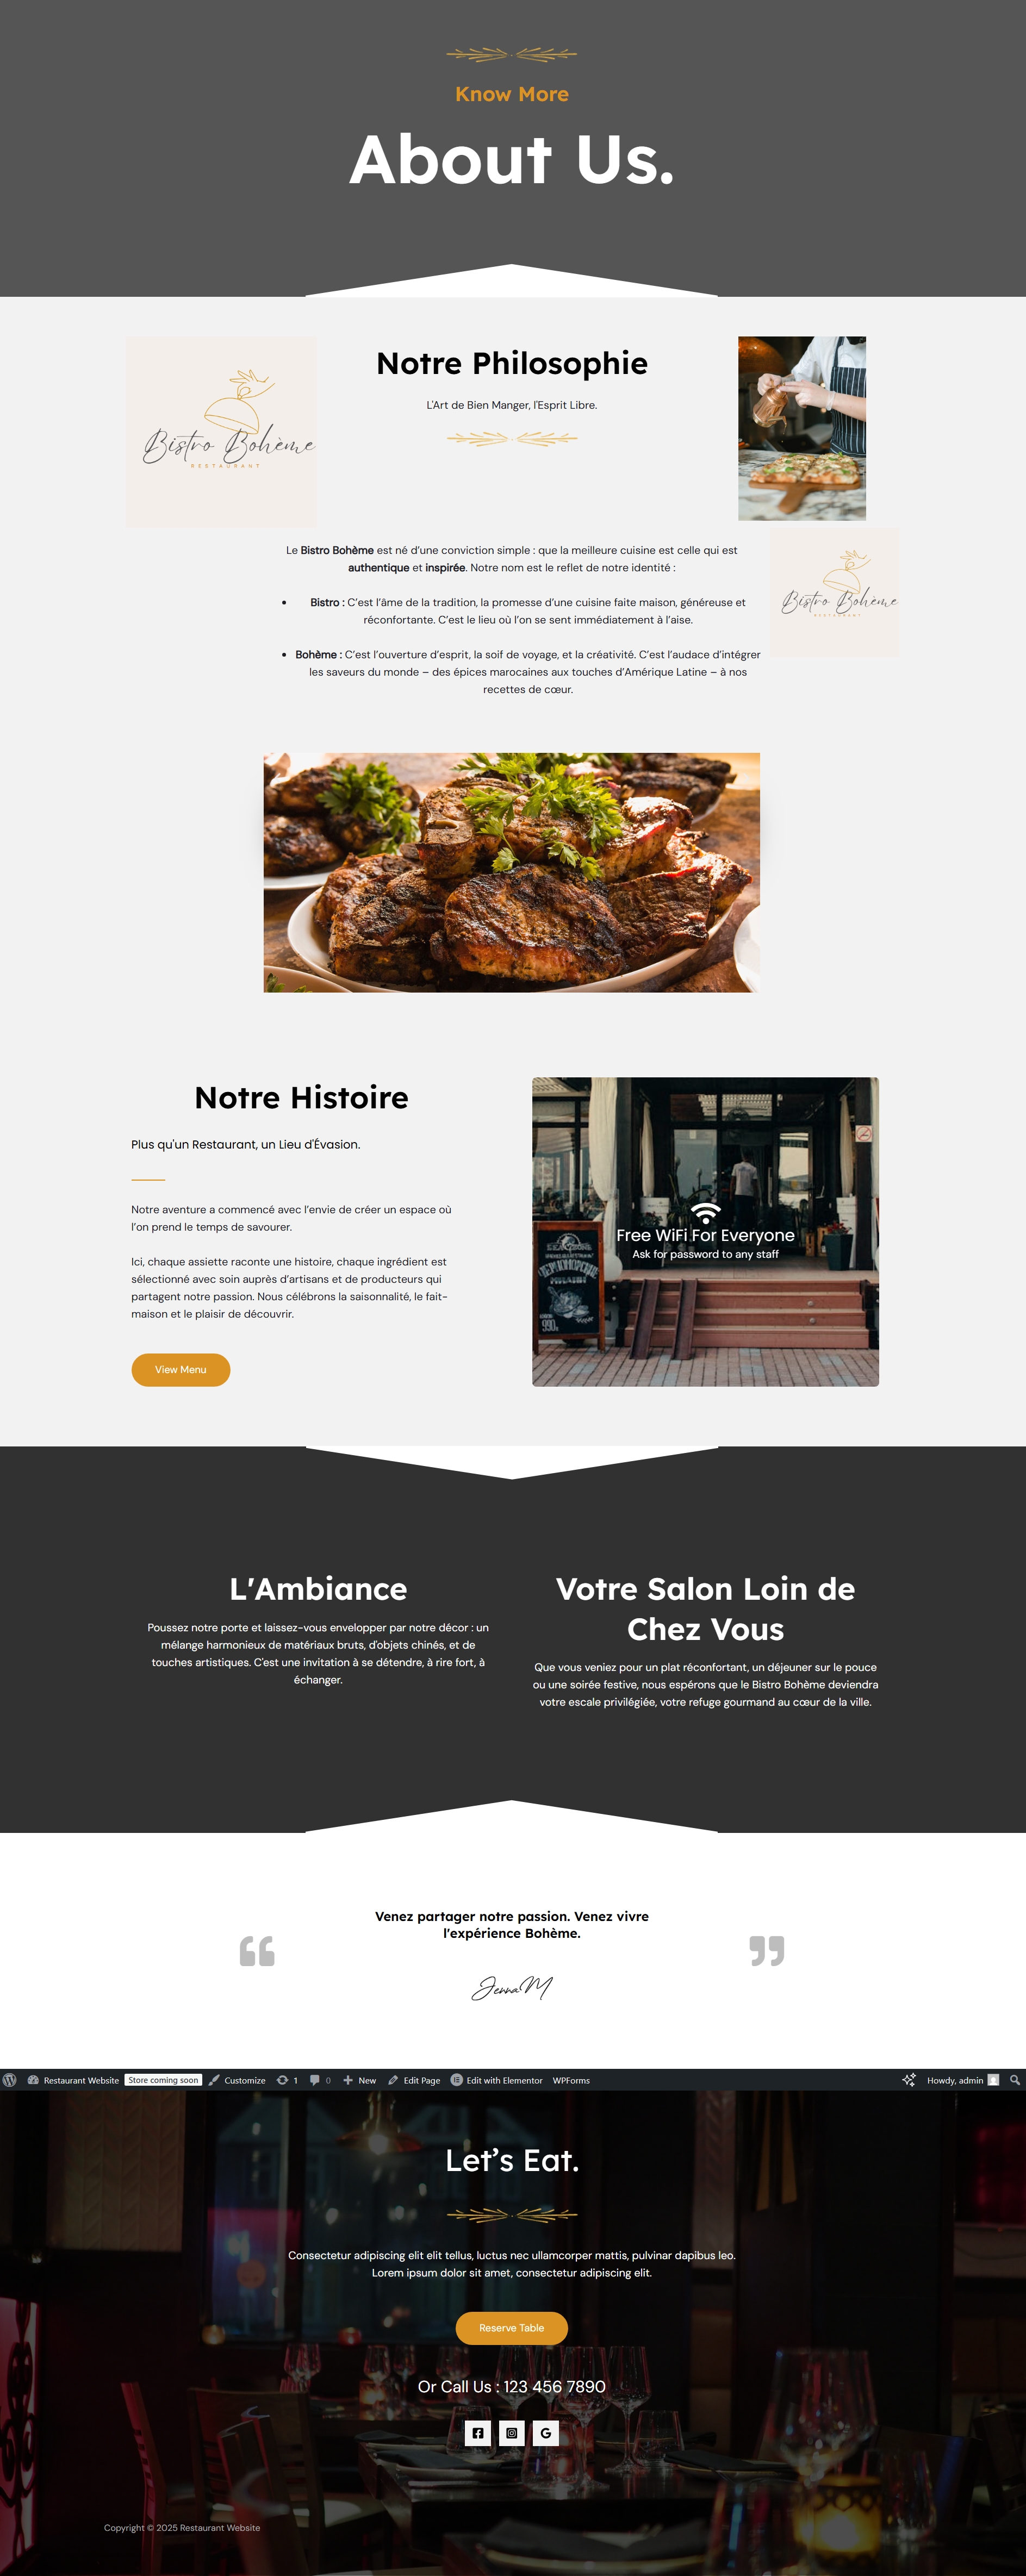 Know More
About Us.
Bistro Bohème
RESTAURANT
Notre Philosophie
L'Art de Bien Manger, l'Esprit Libre.
Le Bistro Bohème est né d’une conviction simple : que la meilleure cuisine est celle qui est
authentique et inspirée. Notre nom est le reflet de notre identité :
• Bistro : C’est l’âme de la tradition, la promesse d’une cuisine faite maison, généreuse et
réconfortante. C’est le lieu où l’on se sent immédiatement à l’aise.
• Bohème : C’est l’ouverture d’esprit, la soif de voyage, et la créativité. C’est l’audace d’intégrer
les saveurs du monde – des épices marocaines aux touches d’Amérique Latine – à nos
recettes de cœur.
Bistro Bohème
RESTAURANT
Notre Histoire
Plus qu'un Restaurant, un Lieu d'Évasion.
Notre aventure a commencé avec l’envie de créer un espace où
l’on prend le temps de savourer.
Ici, chaque assiette raconte une histoire, chaque ingrédient est
sélectionné avec soin auprès d’artisans et de producteurs qui
partagent notre passion. Nous célébrons la saisonnalité, le fait-
maison et le plaisir de découvrir.
View Menu
Free WiFi For Everyone
Ask for password to any staff
990
L'Ambiance
Poussez notre porte et laissez-vous envelopper par notre décor : un
mélange harmonieux de matériaux bruts, d'objets chinés, et de
touches artistiques. C'est une invitation à se détendre, à rire fort, à
échanger.
Votre Salon Loin de
Chez Vous
Que vous veniez pour un plat réconfortant, un déjeuner sur le pouce
ou une soirée festive, nous espérons que le Bistro Bohème deviendra
votre escale privilégiée, votre refuge gourmand au cœur de la ville.
Venez partager notre passion. Venez vivre
l'expérience Bohème.
JennaM
Restaurant Website Store coming soon Customize 1 0 New Edit Page Edit with Elementor WPForms Howdy, admin
Let’s Eat.
Consectetur adipiscing elit elit tellus, luctus nec ullamcorper mattis, pulvinar dapibus leo.
Lorem ipsum dolor sit amet, consectetur adipiscing elit.
Reserve Table
Or Call Us : 123 456 7890
Copyright © 2025 Restaurant Website